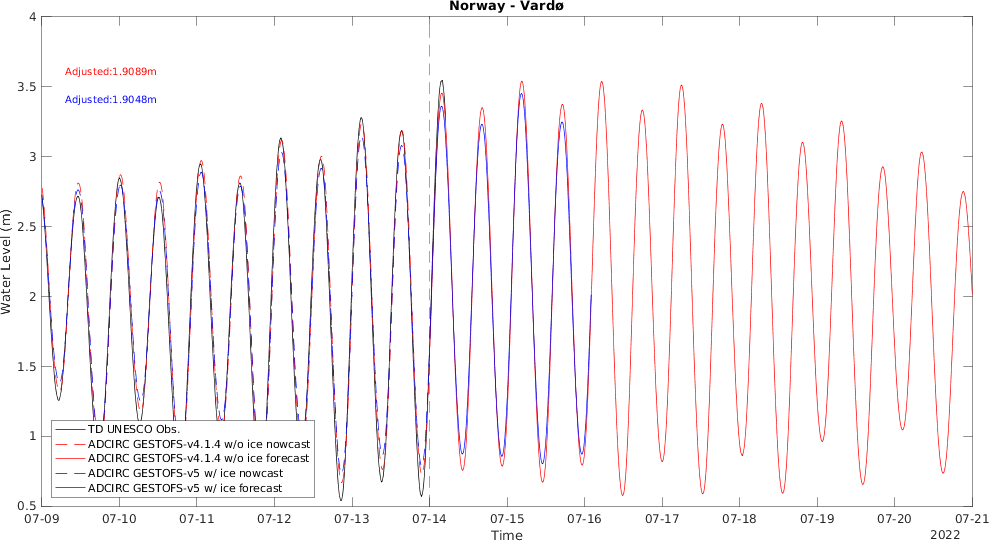 Norway - Vardø
4
3.5
3
2.5
2
1.5
1
0.5
Water Level (m)
Adjusted:1.9089m
Adjusted:1.9048m
TD UNESCO Obs.
ADCIRC GESTOFS-v4.1.4 w/o ice nowcast
ADCIRC GESTOFS-v4.1.4 w/o ice forecast
ADCIRC GESTOFS-v5 w/ ice nowcast
ADCIRC GESTOFS-v5 w/ ice forecast
07-09 07-10 07-11 07-12 07-13 07-14 07-15 07-16 07-17 07-18 07-19 07-20 07-21
Time
2022